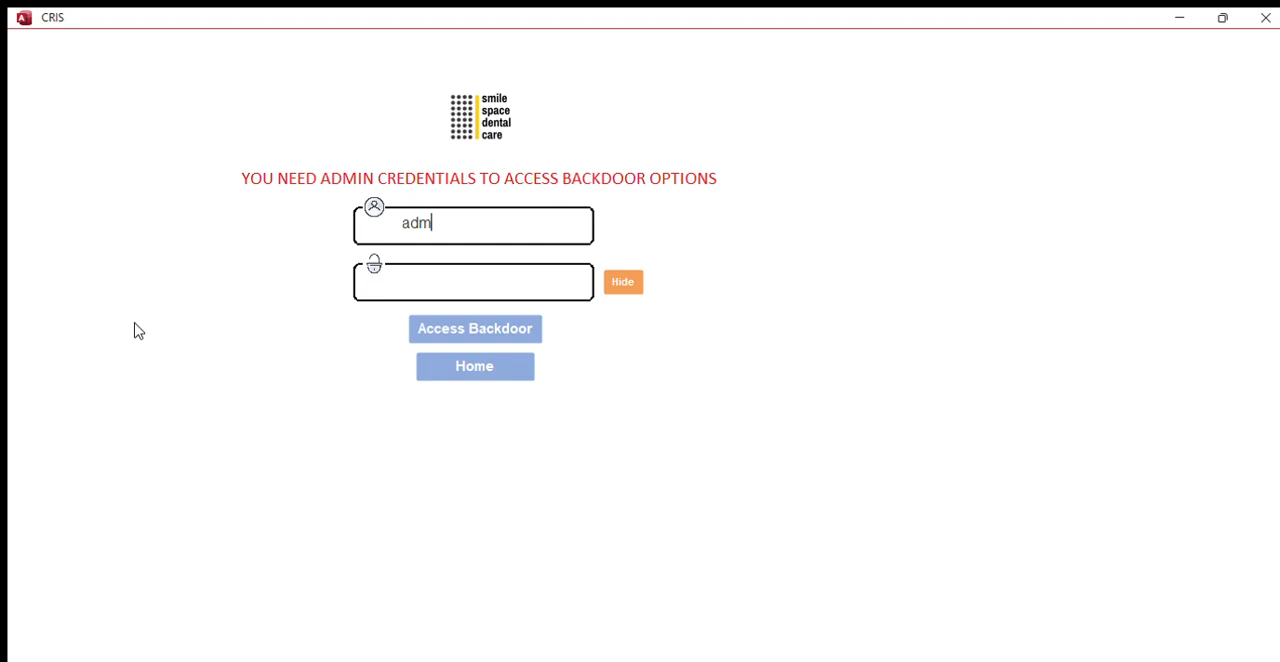 CRIS
smile
space
dental
care
YOU NEED ADMIN CREDENTIALS TO ACCESS BACKDOOR OPTIONS
adm
Hide
Access Backdoor
Home